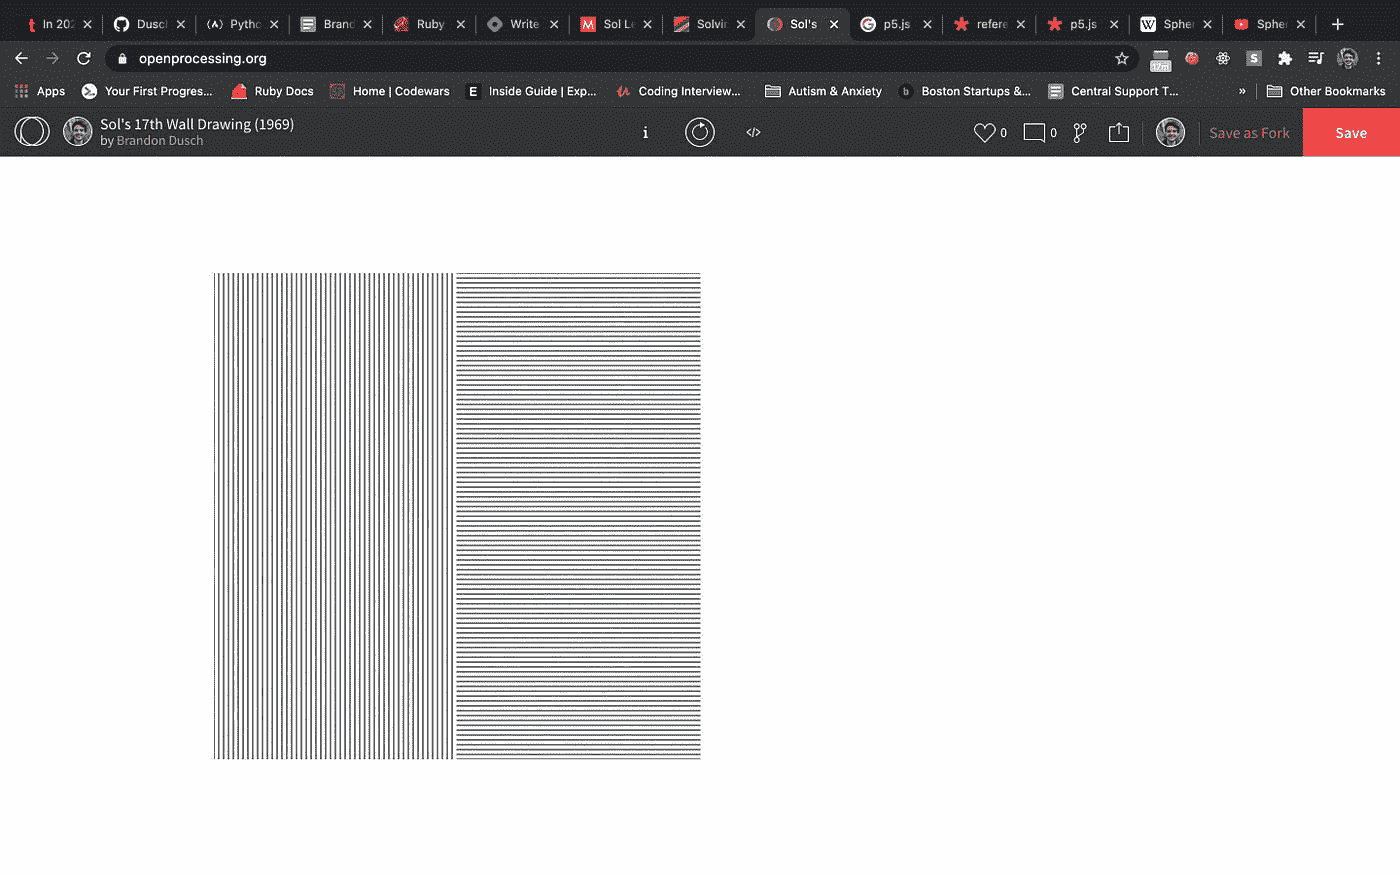 t In 202 Dusch (A) Pytho Brand Ruby Write M Sol Le Solvin Sol's G p5.js refere p5.js W Spher Spher
openprocessing.org
17m S
Apps Your First Progres... Ruby Docs Home | Codewars E Inside Guide | Exp... Coding Interview... Autism & Anxiety b Boston Startups &... Central Support T... » Other Bookmarks
Sol's 17th Wall Drawing (1969)
by Brandon Dusch
i </> 0 0 Save as Fork Save